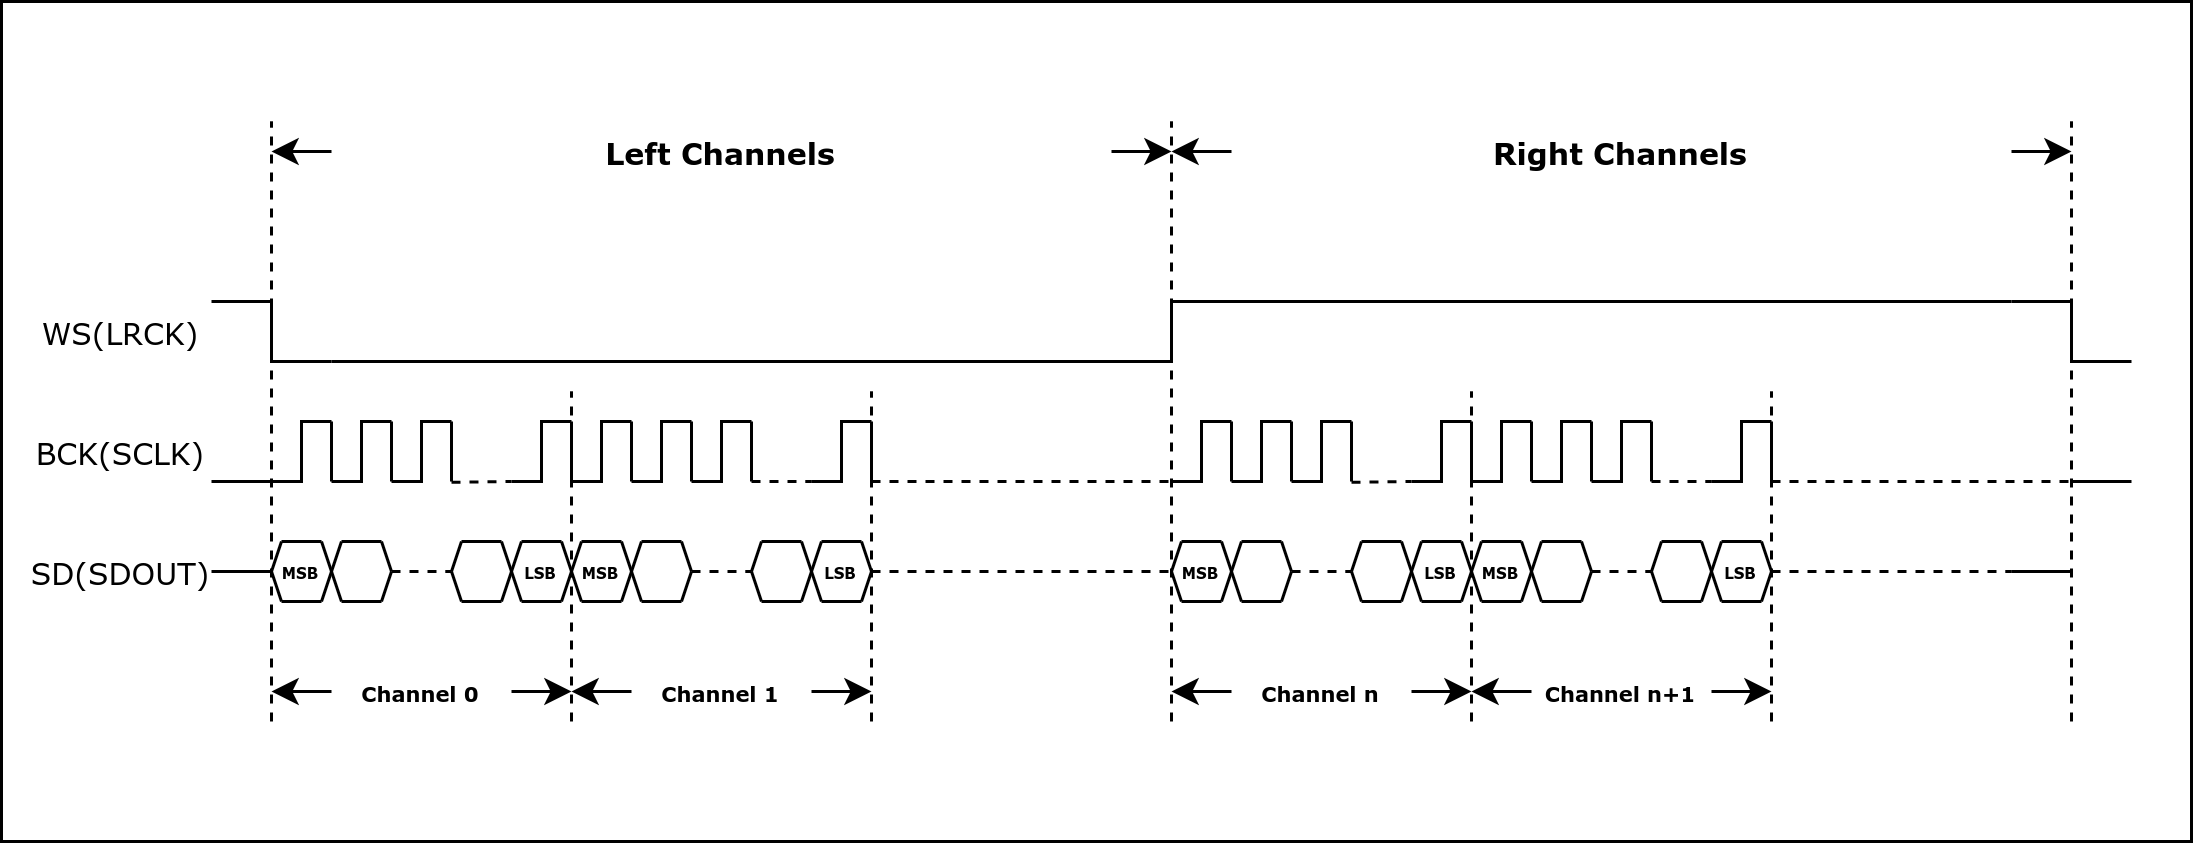 Left Channels
Right Channels
WS(LRCK)
BCK(SCLK)
SD(SDOUT)
MSB
LSB
MSB
LSB
MSB
LSB
MSB
LSB
Channel 0
Channel 1
Channel n
Channel n+1